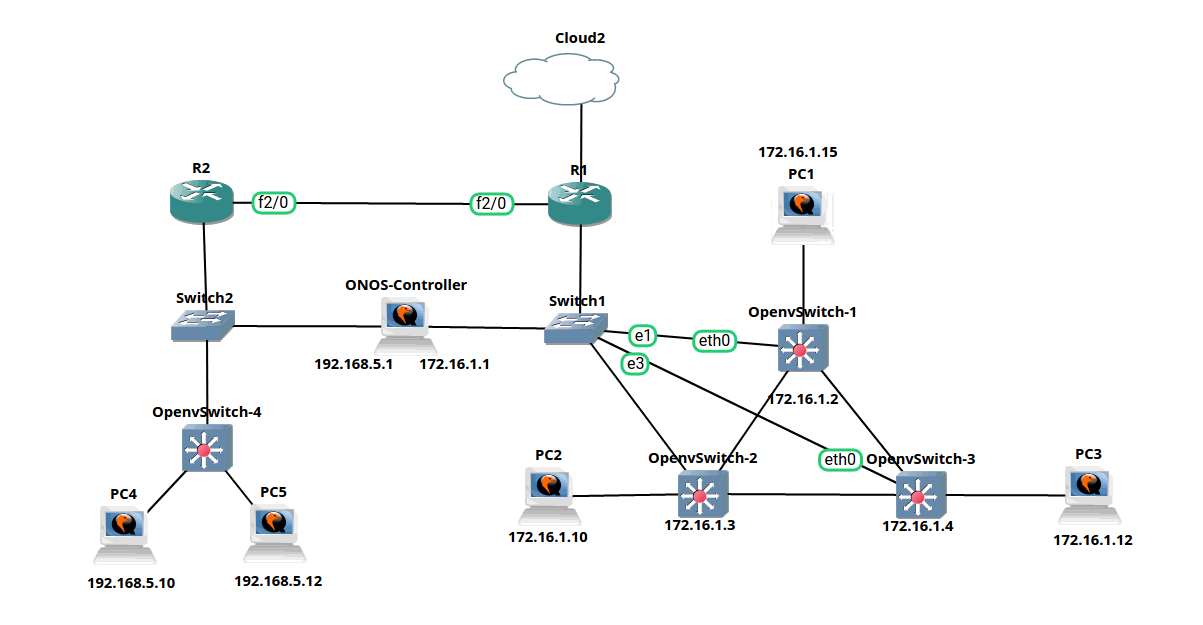 Cloud2
172.16.1.15
PC1
R2
R1
f2/0
f2/0
ONOS-Controller
Switch2
Switch1
OpenvSwitch-1
e1
eth0
e3
192.168.5.1
172.16.1.1
172.16.1.2
OpenvSwitch-4
PC2
OpenvSwitch-2
eth0
OpenvSwitch-3
PC3
PC4
PC5
172.16.1.3
172.16.1.4
172.16.1.10
172.16.1.12
192.168.5.10
192.168.5.12